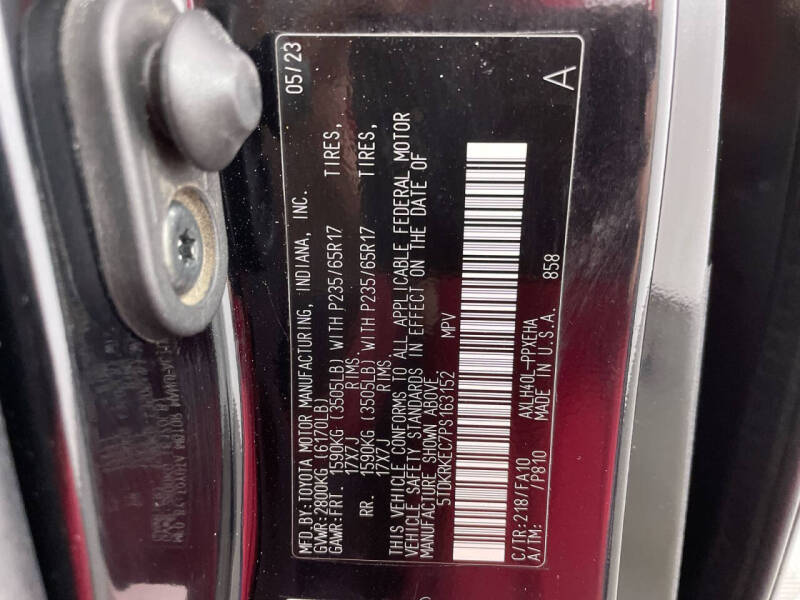 MFD.BY:TOYOTA MOTOR MANUFACTURING, INDIANA, INC. 05/23
GVWR:2800KG (6170LB)
GAWR:FRT. 1590KG (3505LB) WITH P235/65R17 TIRES,
17X7J RIMS.
RR. 1590KG (3505LB) WITH P235/65R17 TIRES,
17X7J RIMS.
THIS VEHICLE CONFORMS TO ALL APPLICABLE FEDERAL MOTOR
VEHICLE SAFETY STANDARDS IN EFFECT ON THE DATE OF
MANUFACTURE SHOWN ABOVE.
5TDKRKEC7PS163152 MPV
C/TR:218/FA10 AXLH40L-PPXEHA
A/TM: /P810 MADE IN U.S.A. 858 A